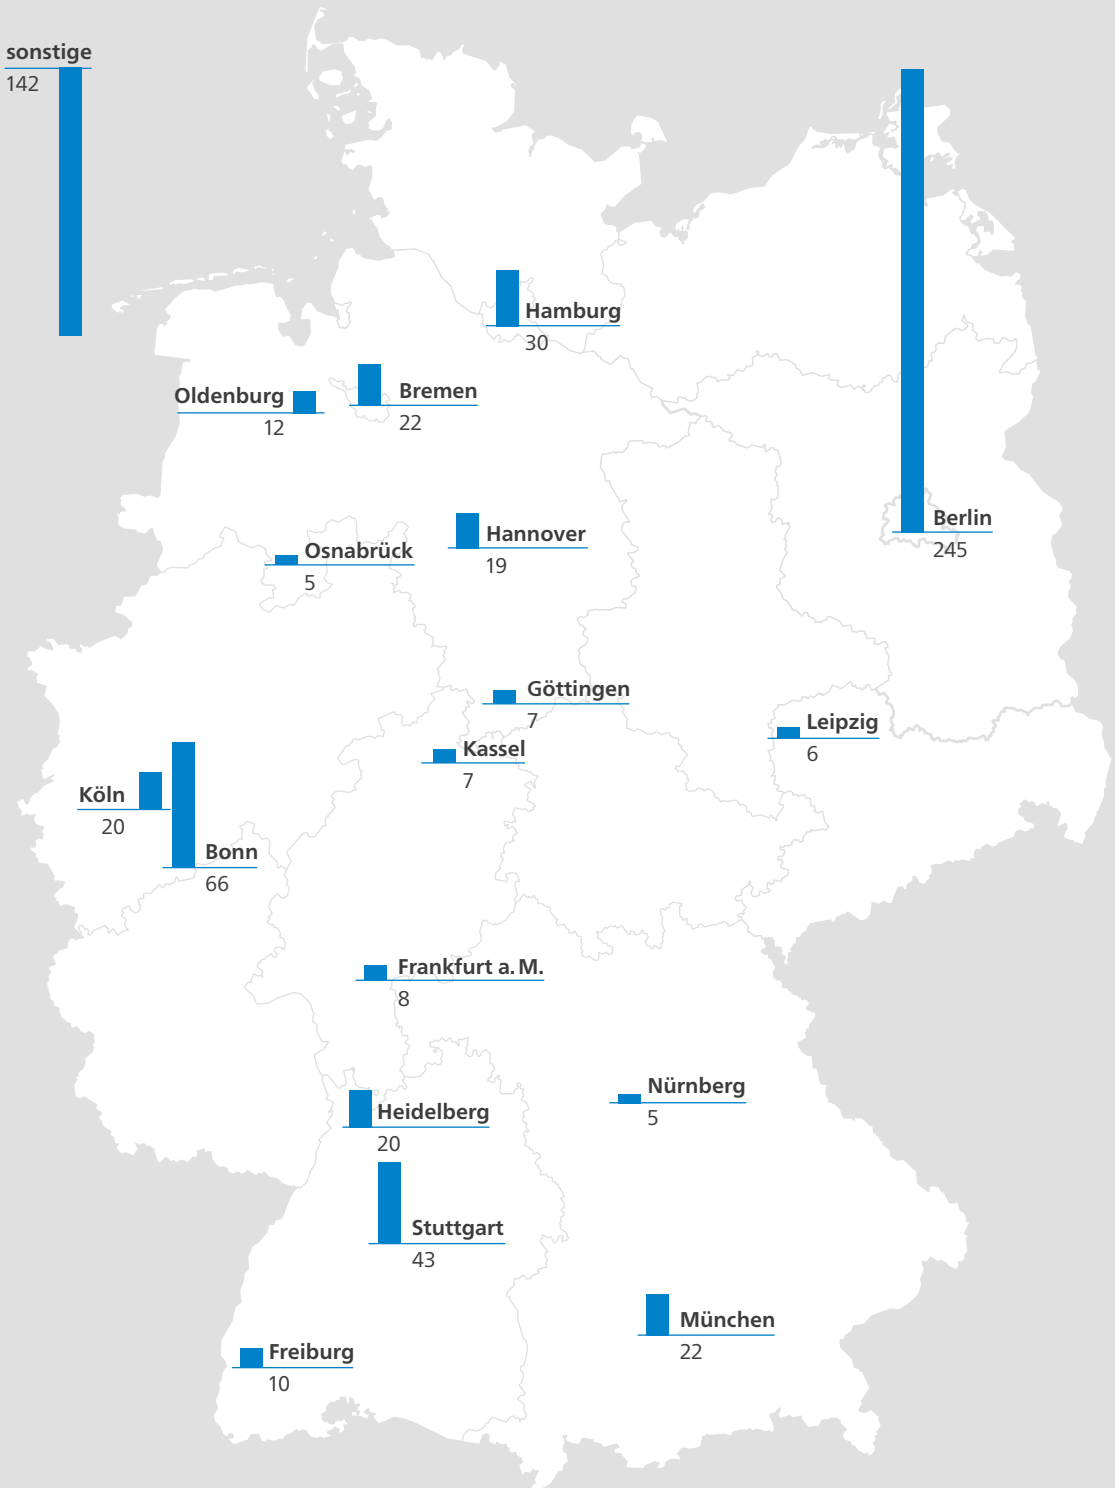 sonstige
142
Hamburg
30
Oldenburg
12
Bremen
22
Berlin
245
Hannover
19
Osnabrück
5
Göttingen
7
Leipzig
6
Kassel
7
Köln
20
Bonn
66
Frankfurt a. M.
8
Nürnberg
5
Heidelberg
20
Stuttgart
43
München
22
Freiburg
10